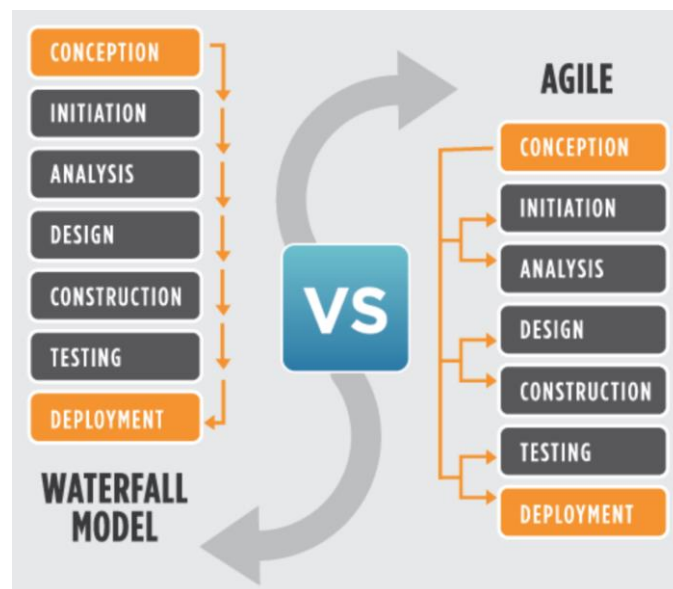 CONCEPTION
INITIATION
ANALYSIS
DESIGN
CONSTRUCTION
TESTING
DEPLOYMENT
WATERFALL
MODEL
VS
AGILE
CONCEPTION
INITIATION
ANALYSIS
DESIGN
CONSTRUCTION
TESTING
DEPLOYMENT